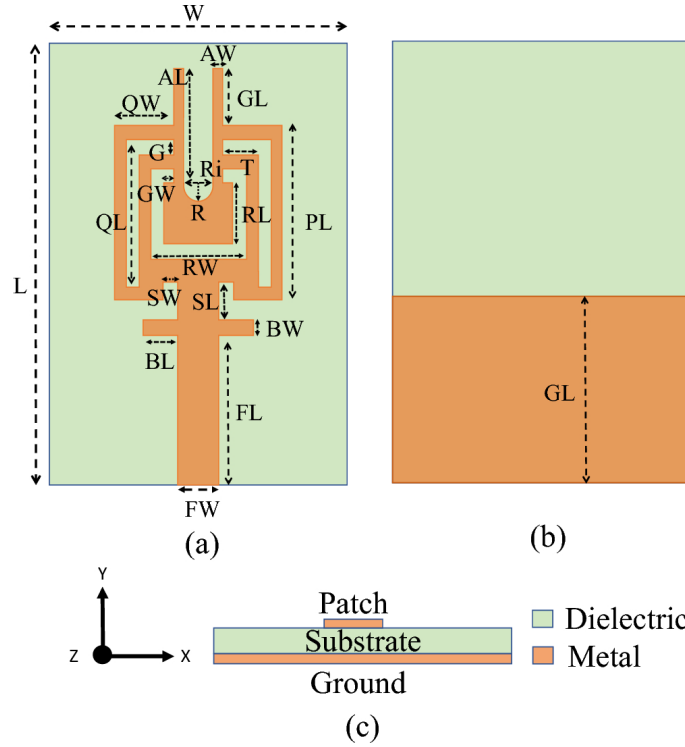 W
AW
AL
GL
QW
G
Ri
T
GW
R
RL
QL
PL
L
RW
SW
SL
BW
BL
FL
FW
(a)
GL
(b)
Y
Z
X
Patch
Substrate
Ground
Dielectric
Metal
(c)